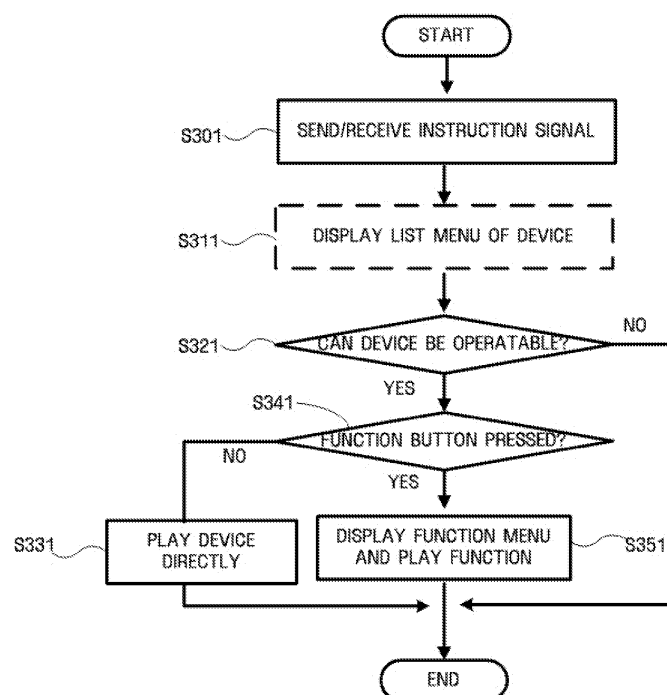 START
S301
SEND/RECEIVE INSTRUCTION SIGNAL
S311
DISPLAY LIST MENU OF DEVICE
S321
CAN DEVICE BE OPERATABLE?
NO
YES
S341
FUNCTION BUTTON PRESSED?
NO
YES
S331
PLAY DEVICE
DIRECTLY
DISPLAY FUNCTION MENU
AND PLAY FUNCTION
S351
END